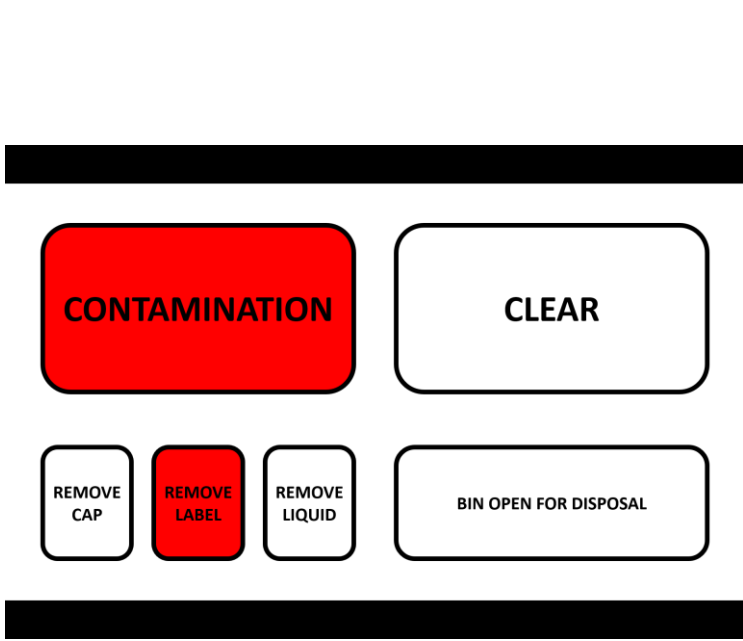 CONTAMINATION
CLEAR
REMOVE
CAP
REMOVE
LABEL
REMOVE
LIQUID
BIN OPEN FOR DISPOSAL